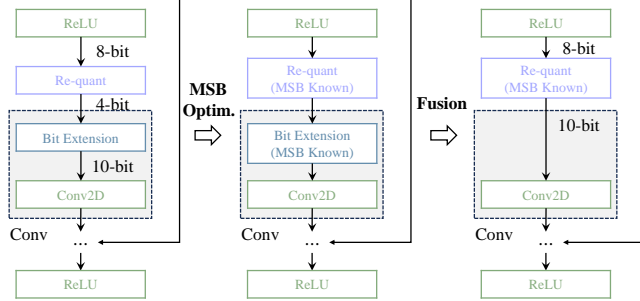 ReLU
8-bit
Re-quant
4-bit
Bit Extension
10-bit
Conv2D
Conv
...
ReLU
MSB
Optim.
ReLU
Re-quant
(MSB Known)
Bit Extension
(MSB Known)
Conv2D
Conv
...
ReLU
Fusion
ReLU
8-bit
Re-quant
(MSB Known)
10-bit
Conv2D
Conv
...
ReLU